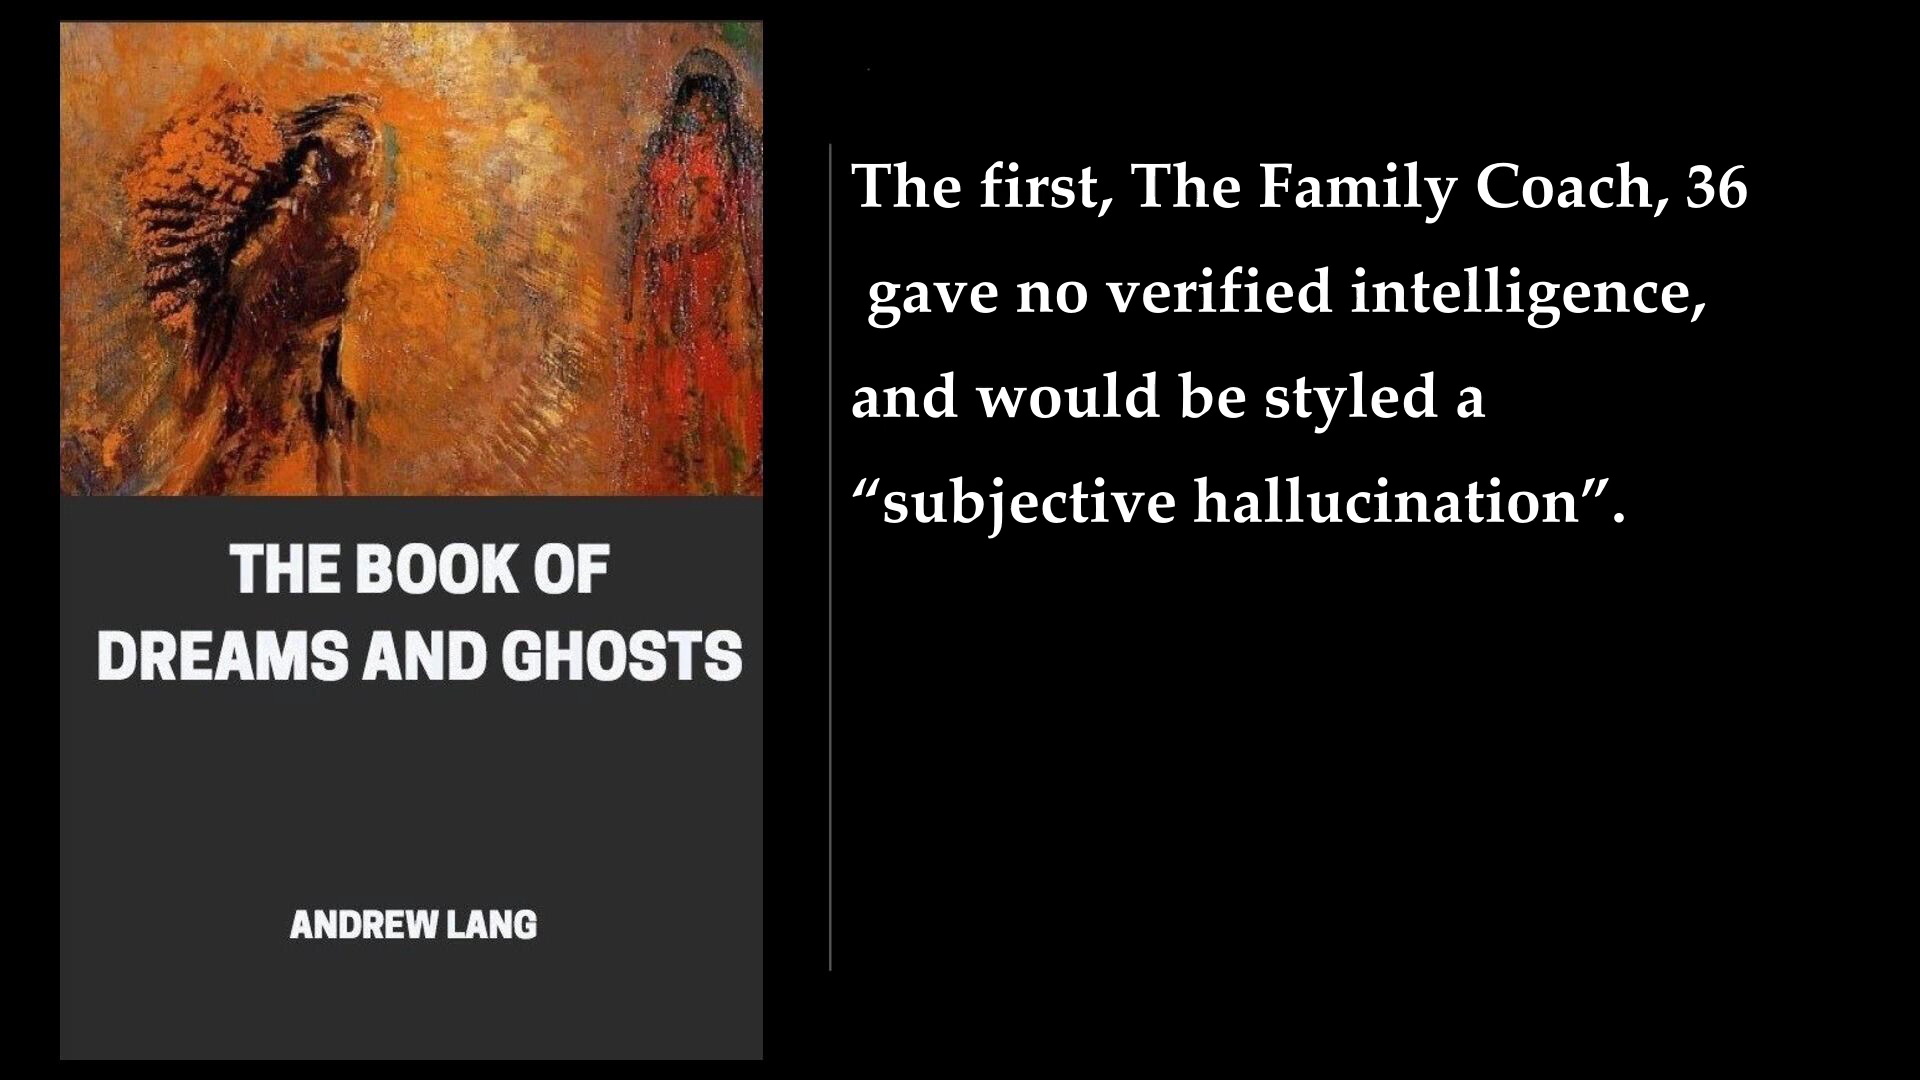 THE BOOK OF
DREAMS AND GHOSTS
ANDREW LANG
The first, The Family Coach, 36
gave no verified intelligence,
and would be styled a
“subjective hallucination”.